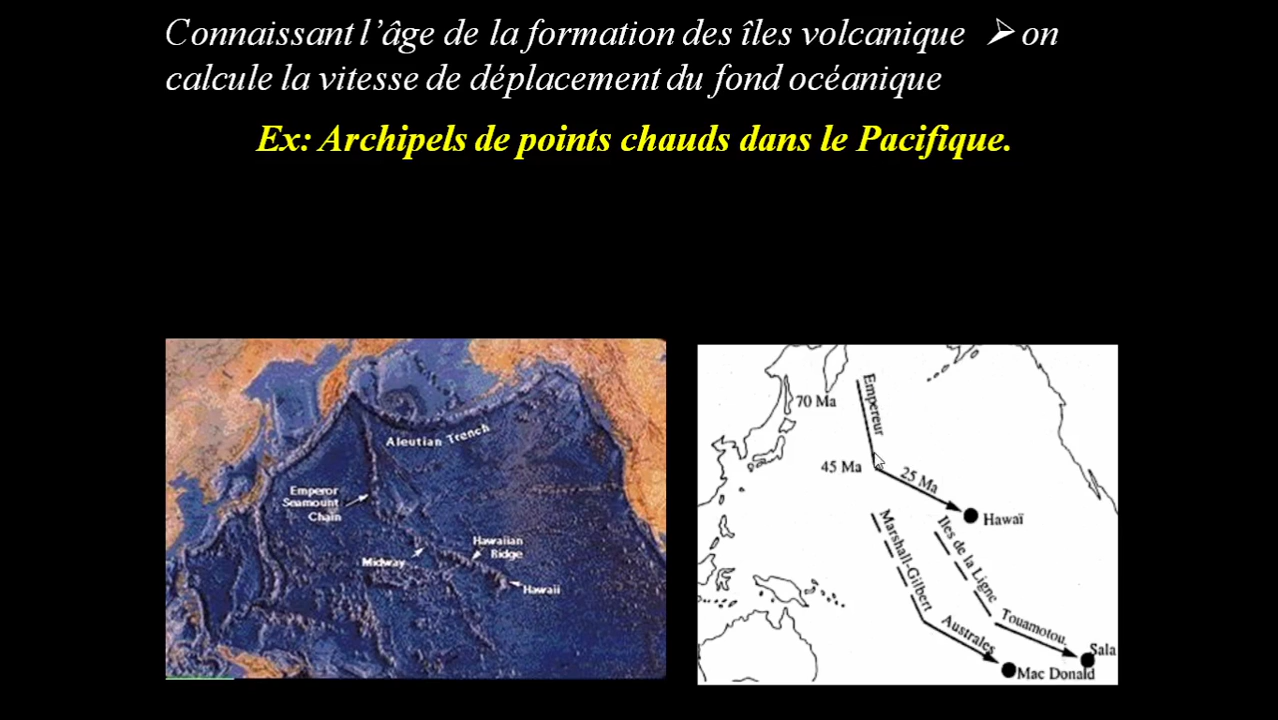 Connaissant l’âge de la formation des îles volcanique ➢ on
calcule la vitesse de déplacement du fond océanique
Ex: Archipels de points chauds dans le Pacifique.
Aleutian Trench
Emperor
Seamount
Chain
Midway
Hawaiian
Ridge
Hawaii
Empereur
70 Ma
45 Ma
25 Ma
Hawaï
Marshall-Gilbert
Iles de la Ligne
Australes
Touamotou
Sala
Mac Donald